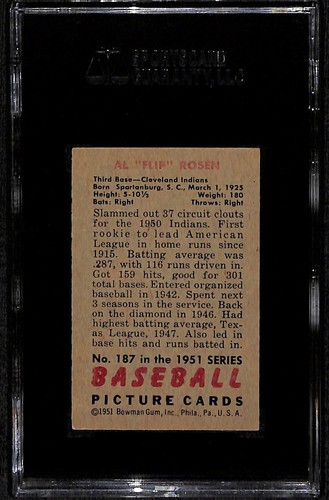 SPORTSCARD
GUARANTY, LLC
AL "FLIP" ROSEN
Third Base—Cleveland Indians
Born Spartanburg, S. C., March 1, 1925
Height: 5-10½ Weight: 180
Bats: Right Throws: Right
Slammed out 37 circuit clouts
for the 1950 Indians. First
rookie to lead American
League in home runs since
1915. Batting average was
.287, with 116 runs driven in.
Got 159 hits, good for 301
total bases. Entered organized
baseball in 1942. Spent next
3 seasons in the service. Back
on the diamond in 1946. Had
highest batting average, Tex-
as League, 1947. Also led in
base hits and runs batted in.
No. 187 in the 1951 SERIES
BASEBALL
PICTURE CARDS
©1951 Bowman Gum, Inc., Phila., Pa., U. S. A.